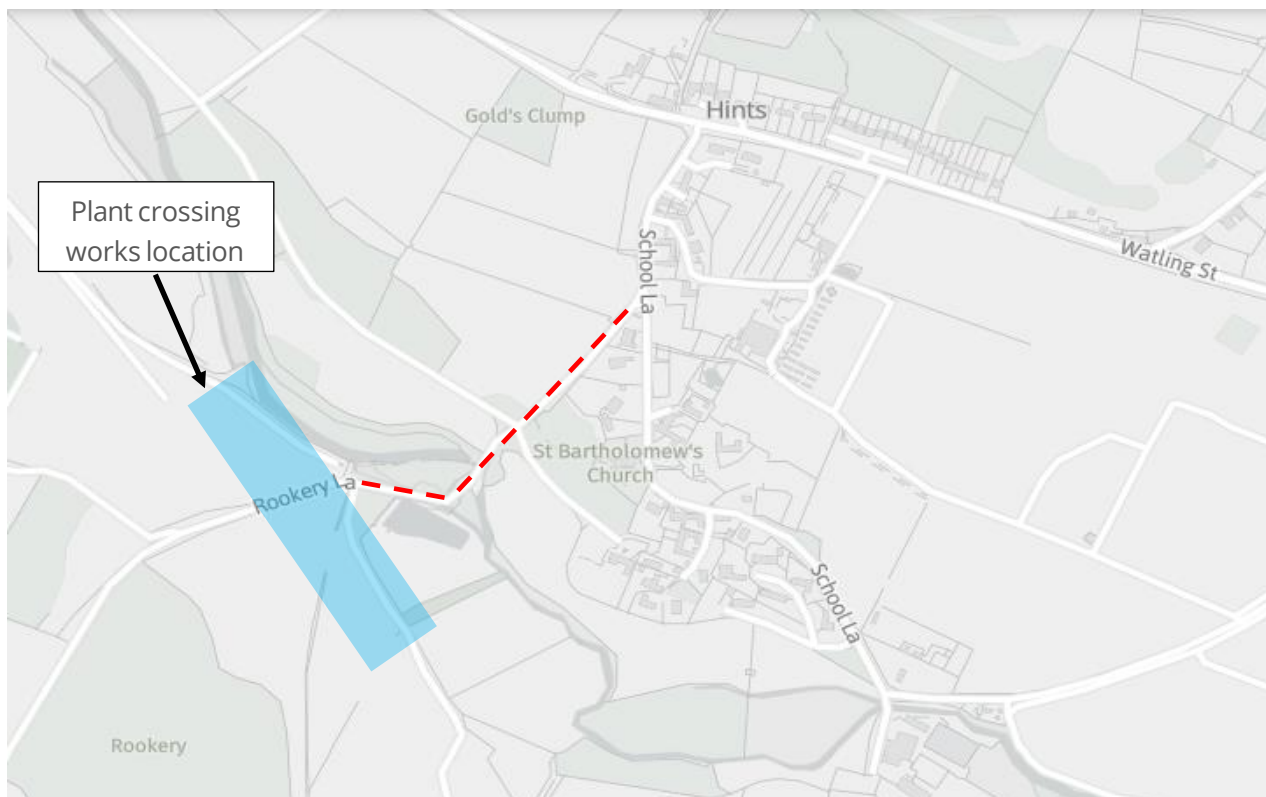 Gold's Clump
Hints
Plant crossing
works location
School La
Watling St
St Bartholomew's
Church
Rookery La
School La
Rookery